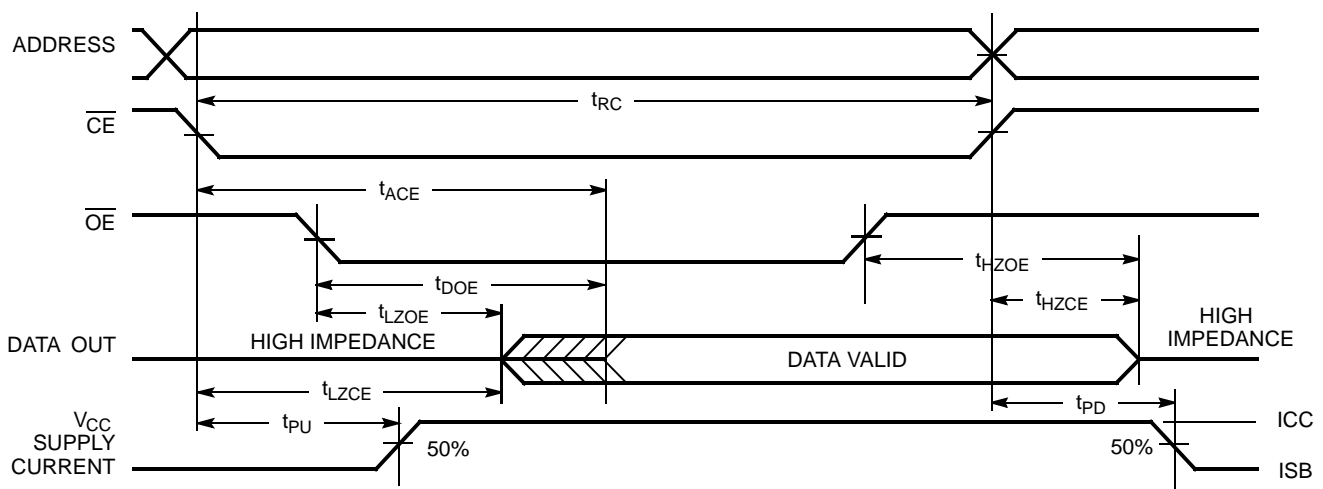 ADDRESS
tRC
CE
tACE
OE
tHZOE
tDOE
tHZCE
tLZOE
HIGH
IMPEDANCE
DATA OUT
HIGH IMPEDANCE
DATA VALID
tLZCE
tPD
VCC
SUPPLY
CURRENT
tPU
50%
50%
ICC
ISB